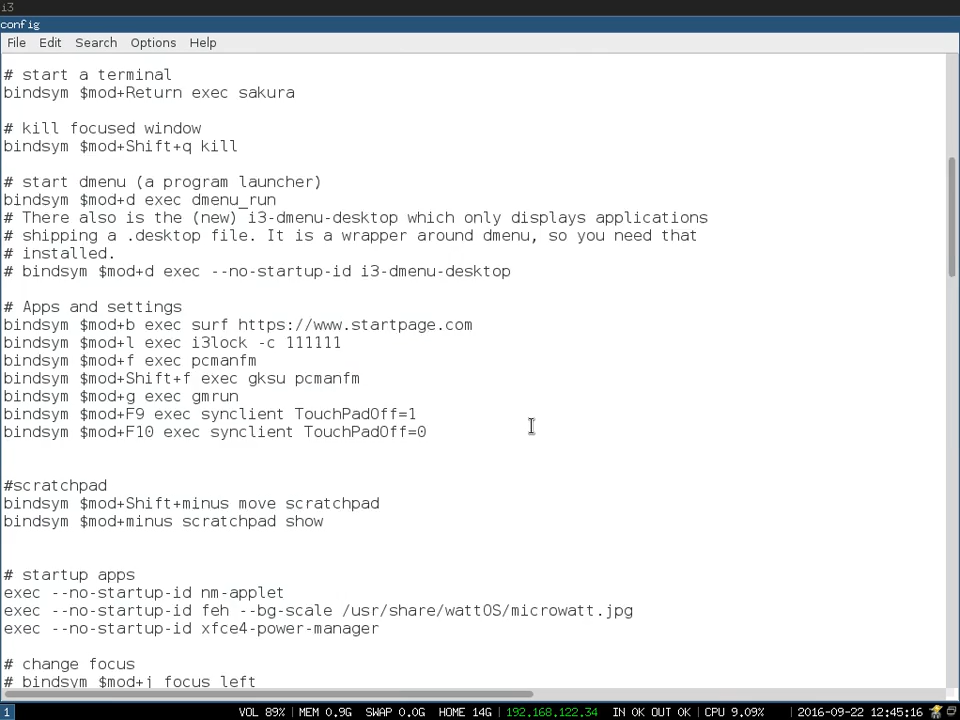 i3
config
File Edit Search Options Help
# start a terminal
bindsym $mod+Return exec sakura
# kill focused window
bindsym $mod+Shift+q kill
# start dmenu (a program launcher)
bindsym $mod+d exec dmenu_run
# There also is the (new) i3-dmenu-desktop which only displays applications
# shipping a .desktop file. It is a wrapper around dmenu, so you need that
# installed.
# bindsym $mod+d exec --no-startup-id i3-dmenu-desktop
# Apps and settings
bindsym $mod+b exec surf https://www.startpage.com
bindsym $mod+l exec i3lock -c 111111
bindsym $mod+f exec pcmanfm
bindsym $mod+Shift+f exec gksu pcmanfm
bindsym $mod+g exec gmrun
bindsym $mod+F9 exec synclient TouchPadOff=1
bindsym $mod+F10 exec synclient TouchPadOff=0
#scratchpad
bindsym $mod+Shift+minus move scratchpad
bindsym $mod+minus scratchpad show
# startup apps
exec --no-startup-id nm-applet
exec --no-startup-id feh --bg-scale /usr/share/wattOS/microwatt.jpg
exec --no-startup-id xfce4-power-manager
# change focus
# bindsym $mod+j focus left
1 VOL 89% | MEM 0.9G SWAP 0.0G HOME 14G | 192.168.122.34 IN OK OUT OK | CPU 9.09% | 2016-09-22 12:45:16